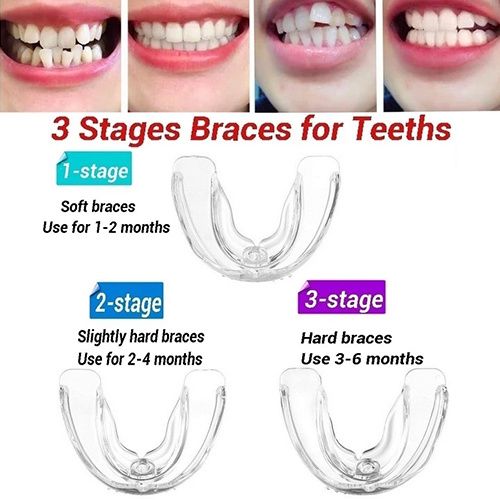 3 Stages Braces for Teeths
1-stage
Soft braces
Use for 1-2 months
2-stage
Slightly hard braces
Use for 2-4 months
3-stage
Hard braces
Use 3-6 months